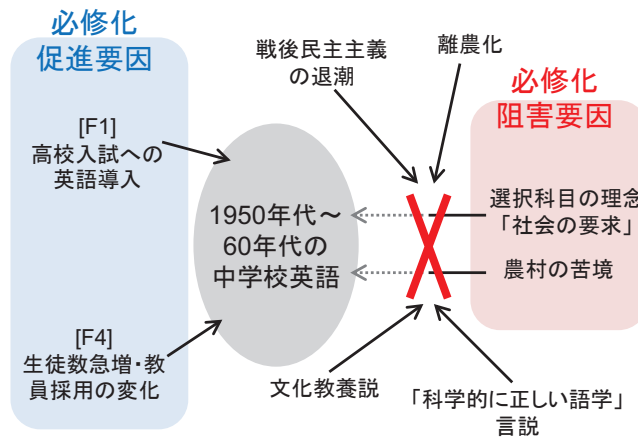 必修化
促進要因
[F1]
高校入試への
英語導入
[F4]
生徒数急増・教
員採用の変化
1950年代～
60年代の
中学校英語
戦後民主主義
の退潮
離農化
文化教養説
「科学的に正しい語学」
言説
必修化
阻害要因
選択科目の理念
「社会の要求」
農村の苦境